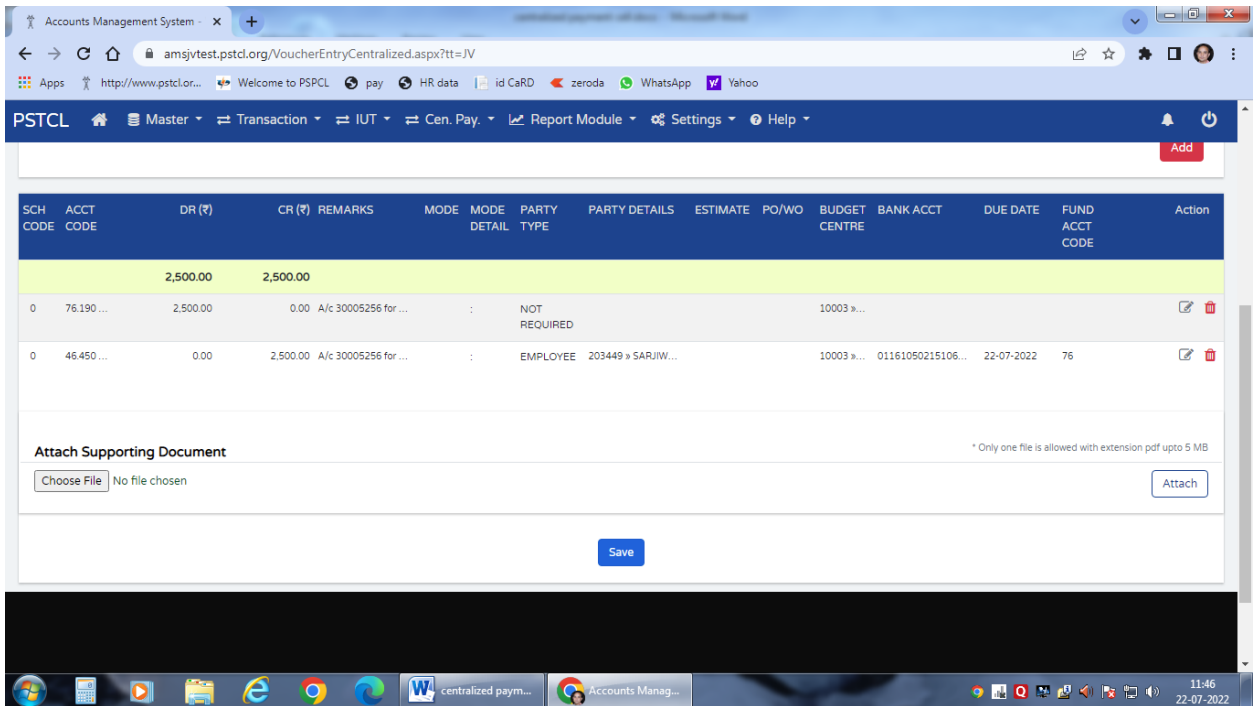 Accounts Management System -
amsjvtest.pstcl.org/VoucherEntryCentralized.aspx?tt=JV
Apps http://www.pstcl.or... Welcome to PSPCL pay HR data id CaRD zeroda WhatsApp Yahoo
PSTCL Master Transaction IUT Cen. Pay. Report Module Settings Help
Add
SCH CODE ACCT CODE DR (₹) CR (₹) REMARKS MODE MODE DETAIL PARTY TYPE PARTY DETAILS ESTIMATE PO/WO BUDGET CENTRE BANK ACCT DUE DATE FUND ACCT CODE Action
2,500.00 2,500.00
0 76.190 ... 2,500.00 0.00 A/c 30005256 for ... : NOT REQUIRED 10003 »...
0 46.450 ... 0.00 2,500.00 A/c 30005256 for ... : EMPLOYEE 203449 » SARJIW... 10003 »... 01161050215106... 22-07-2022 76
Attach Supporting Document * Only one file is allowed with extension pdf upto 5 MB
Choose File No file chosen Attach
Save
centralized paym... Accounts Manag... 11:46
22-07-2022